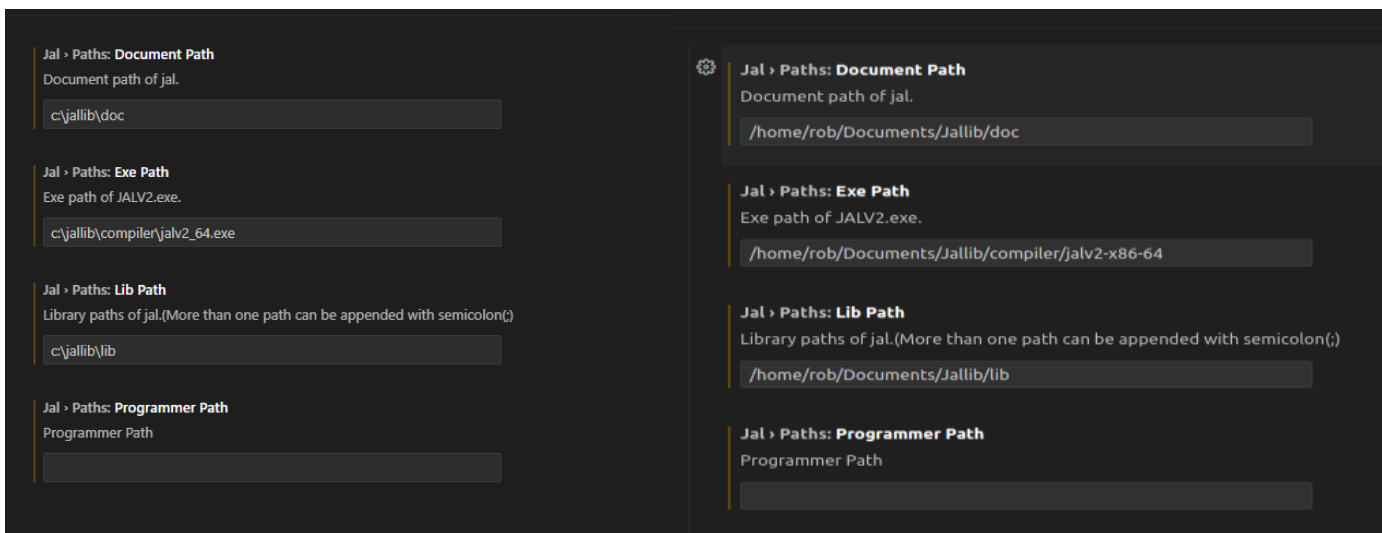 Jal › Paths: Document Path
Document path of jal.
c:\jallib\doc
Jal › Paths: Exe Path
Exe path of JALV2.exe.
c:\jallib\compiler\jalv2_64.exe
Jal › Paths: Lib Path
Library paths of jal.(More than one path can be appended with semicolon(;)
c:\jallib\lib
Jal › Paths: Programmer Path
Programmer Path
Jal › Paths: Document Path
Document path of jal.
/home/rob/Documents/Jallib/doc
Jal › Paths: Exe Path
Exe path of JALV2.exe.
/home/rob/Documents/Jallib/compiler/jalv2-x86-64
Jal › Paths: Lib Path
Library paths of jal.(More than one path can be appended with semicolon(;)
/home/rob/Documents/Jallib/lib
Jal › Paths: Programmer Path
Programmer Path